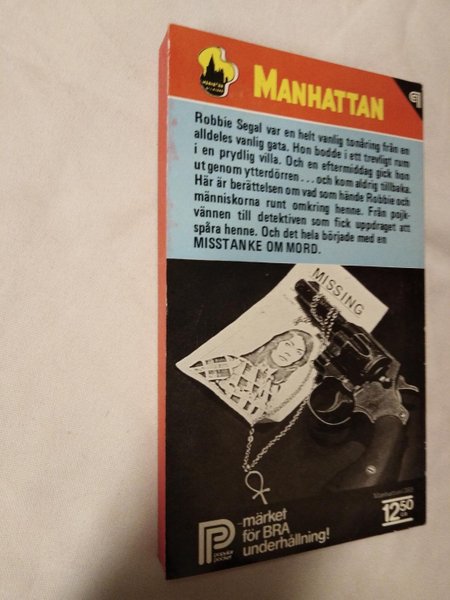 MANHATTAN
Robbie Segal var en helt vanlig tonåring från en
alldeles vanlig gata. Hon bodde i ett trevligt rum
i en prydlig villa. Och en eftermiddag gick hon
ut genom ytterdörren... och kom aldrig tillbaka.
Här är berättelsen om vad som hände Robbie och
människorna runt omkring henne. Från pojk-
vännen till detektiven som fick uppdraget att
spåra henne. Och det hela började med en
MISSTANKE OM MORD.
MISSING
P
populär
pocket
-märket
för BRA
underhållning!
12.50